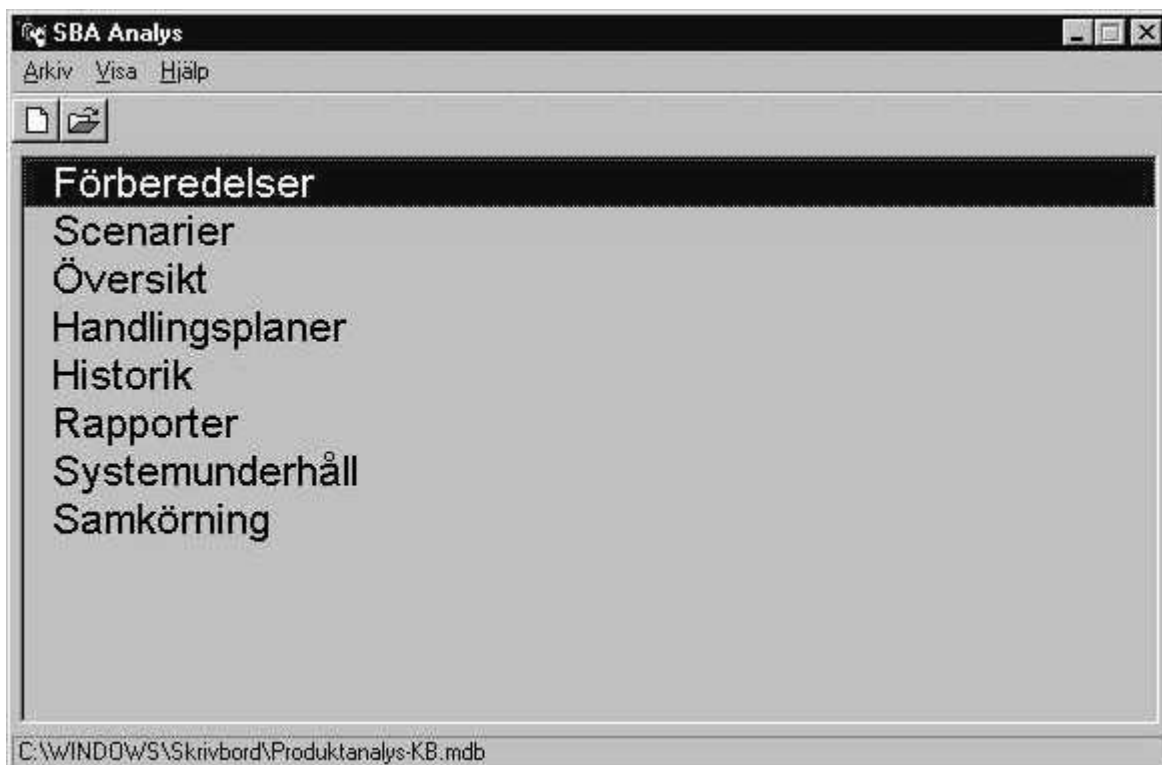 SBA Analys
Arkiv Visa Hjälp
Förberedelser
Scenarier
Översikt
Handlingsplaner
Historik
Rapporter
Systemunderhåll
Samkörning
C:\WINDOWS\Skrivbord\Produktanalys-KB.mdb